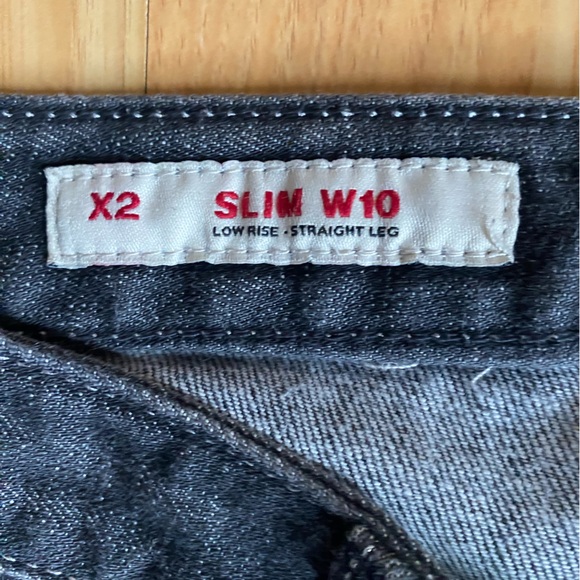 X2 SLIM W10
LOW RISE - STRAIGHT LEG